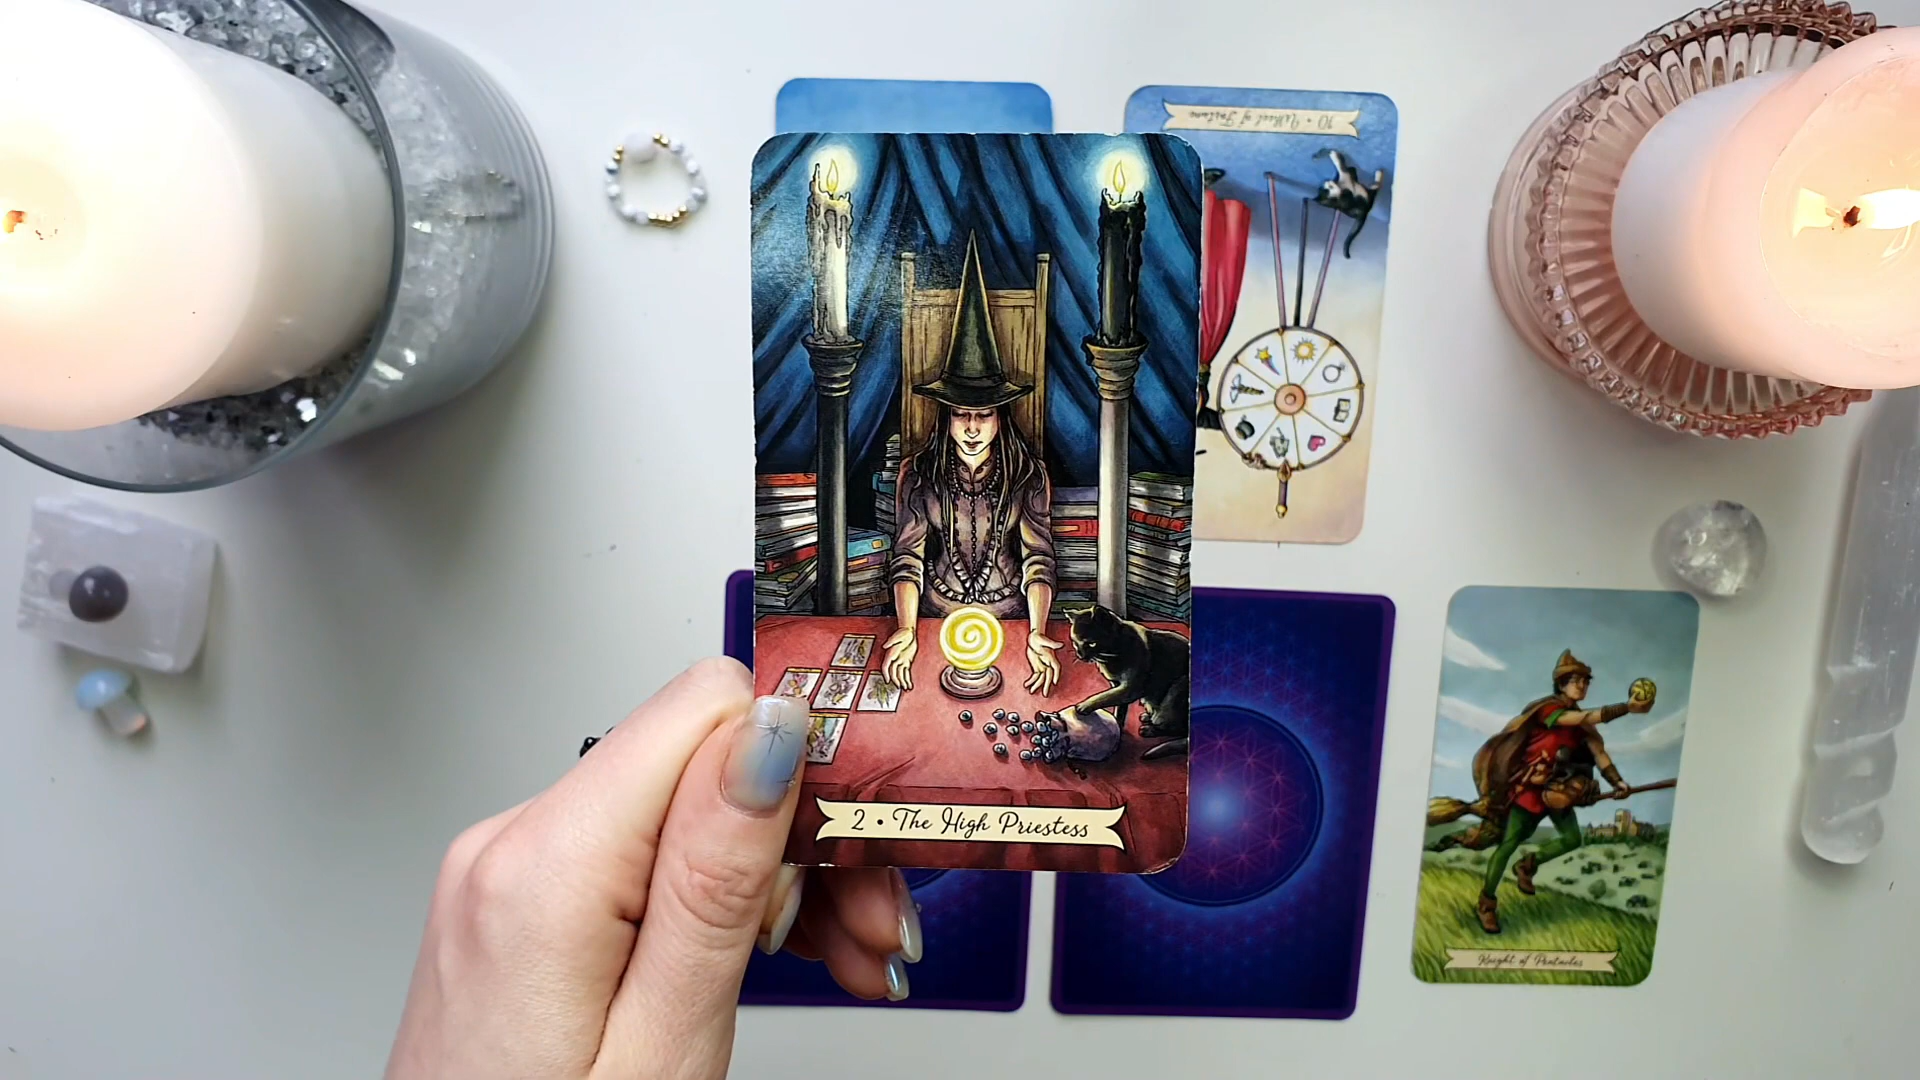 10 • Wheel of Fortune
2 • The High Priestess
Knight of Pentacles